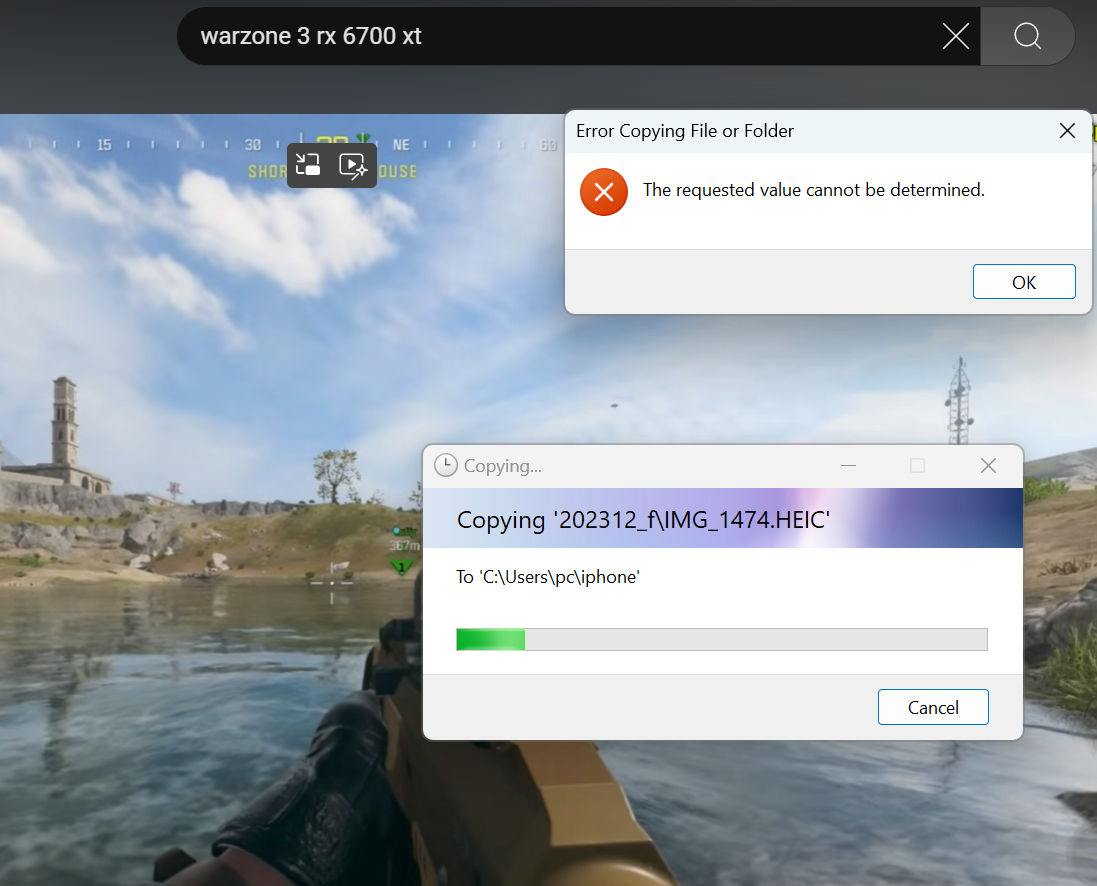 warzone 3 rx 6700 xt
15
30
NE
60
SHOR
OUSE
Error Copying File or Folder
The requested value cannot be determined.
OK
367m
1
Copying...
Copying '202312_f\IMG_1474.HEIC'
To 'C:\Users\pc\iphone'
Cancel